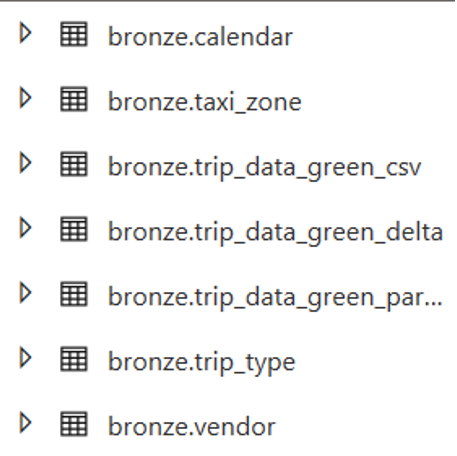 bronze.calendar
bronze.taxi_zone
bronze.trip_data_green_csv
bronze.trip_data_green_delta
bronze.trip_data_green_par...
bronze.trip_type
bronze.vendor